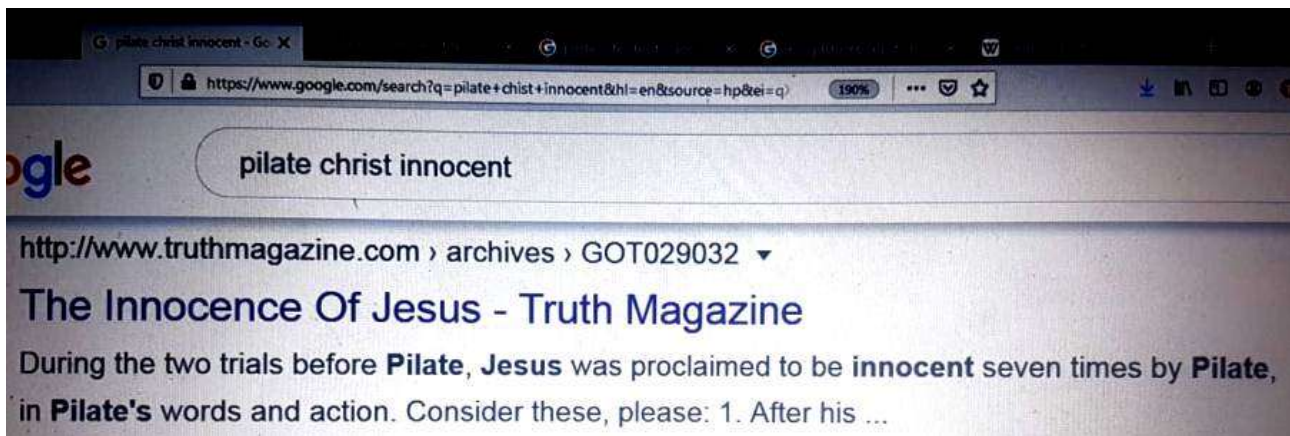 pilate christ innocent - Go
https://www.google.com/search?q=pilate+chist+innocent&hl=en&source=hp&ei=q
190%
ogle
pilate christ innocent
http://www.truthmagazine.com › archives › GOT029032
The Innocence Of Jesus - Truth Magazine
During the two trials before Pilate, Jesus was proclaimed to be innocent seven times by Pilate,
in Pilate's words and action. Consider these, please: 1. After his ...